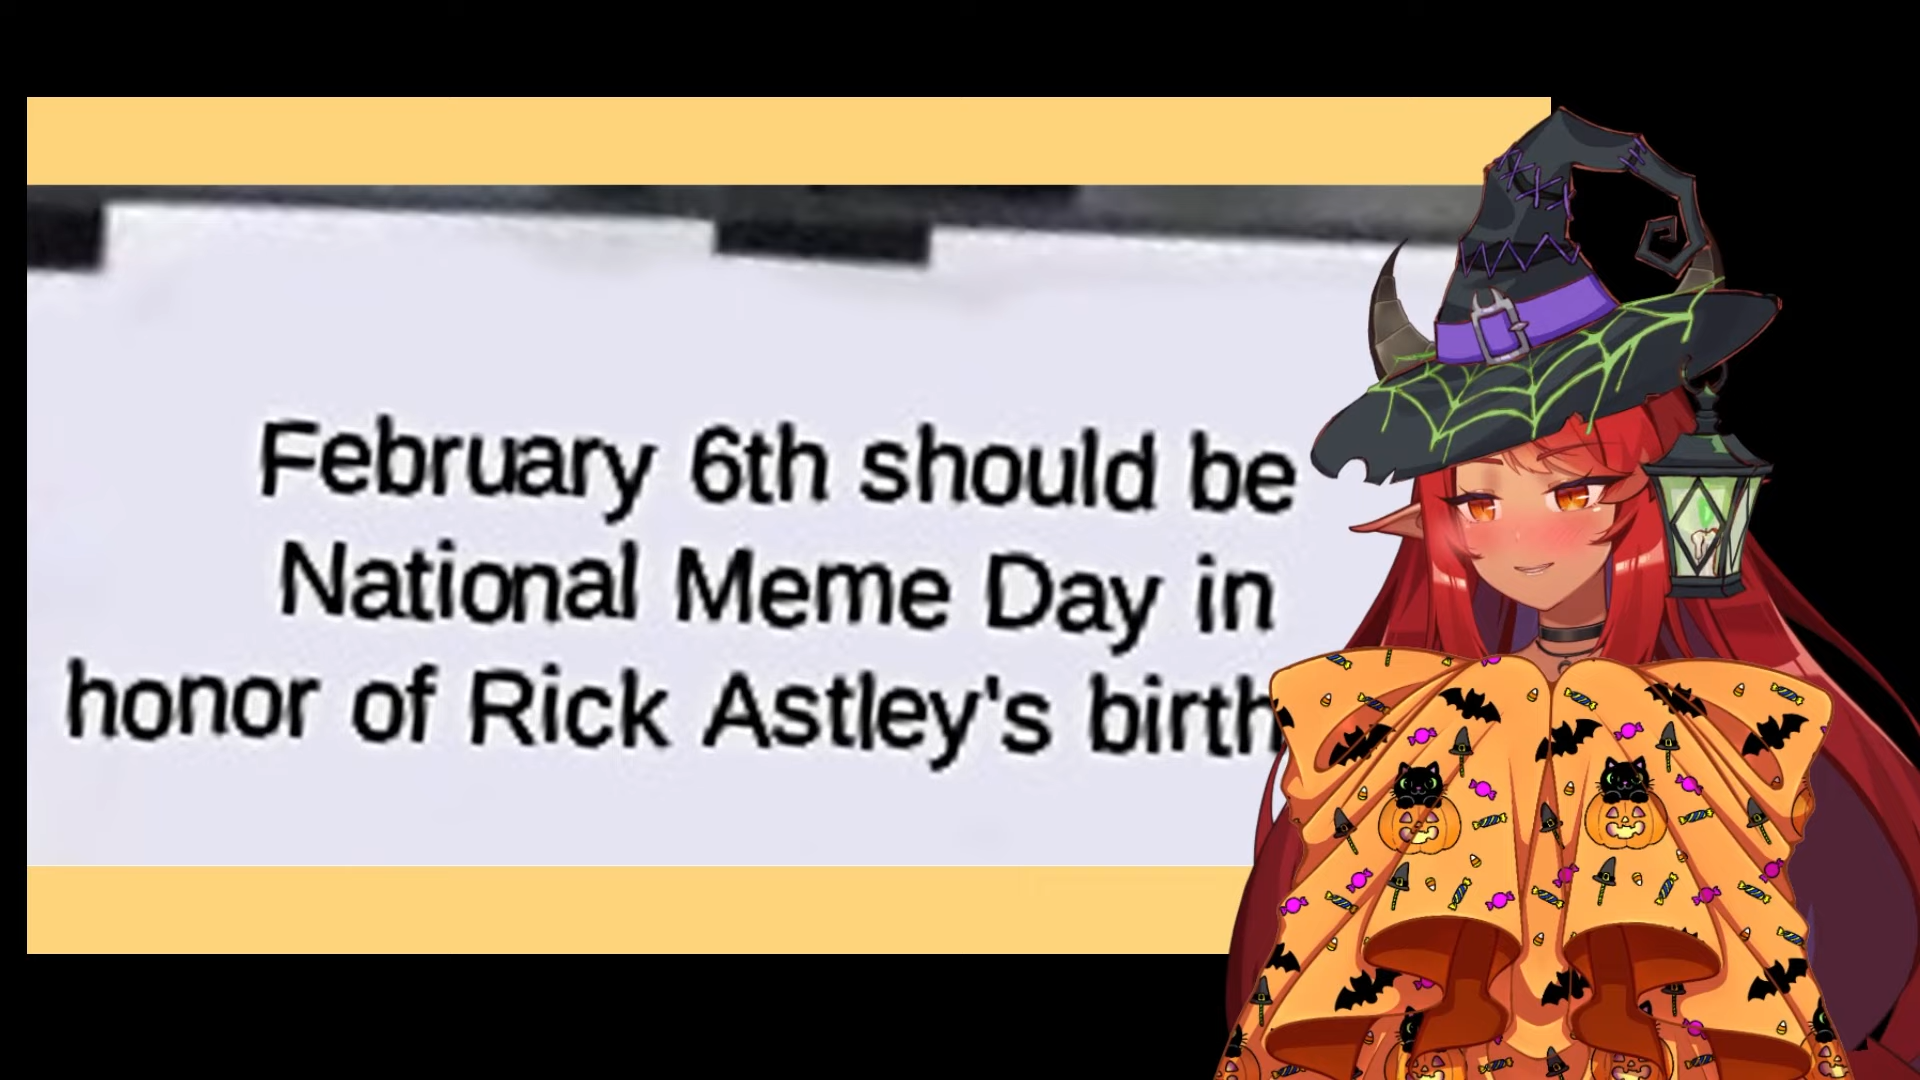 February 6th should be
National Meme Day in
honor of Rick Astley's birth